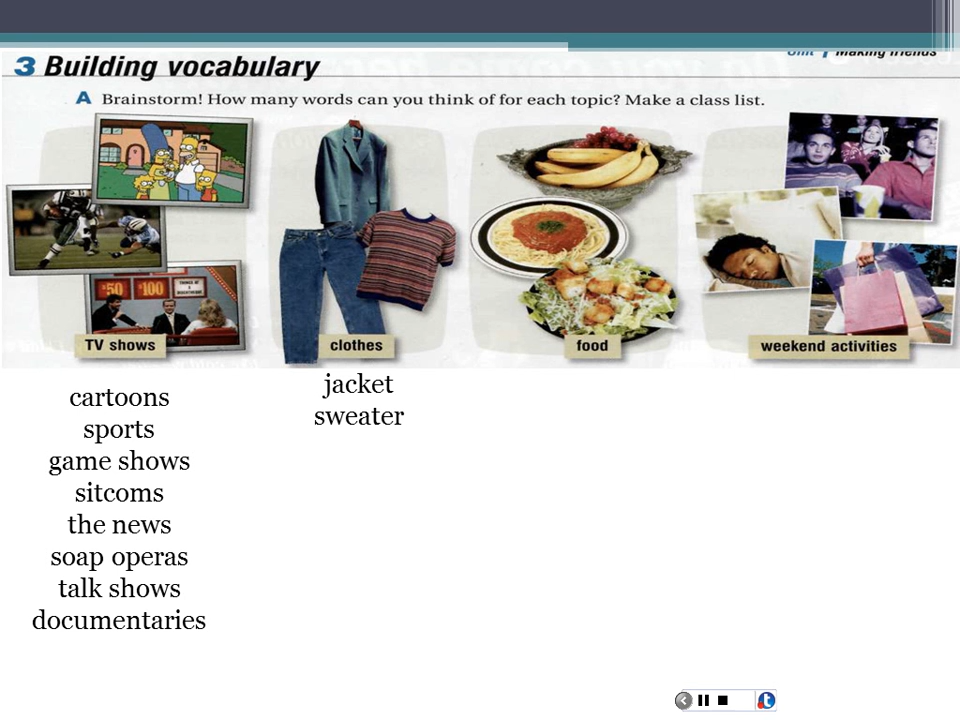 Unit 1 Making friends
3 Building vocabulary
A Brainstorm! How many words can you think of for each topic? Make a class list.
$50 $100
TV shows
clothes
food
weekend activities
cartoons
sports
game shows
sitcoms
the news
soap operas
talk shows
documentaries
jacket
sweater